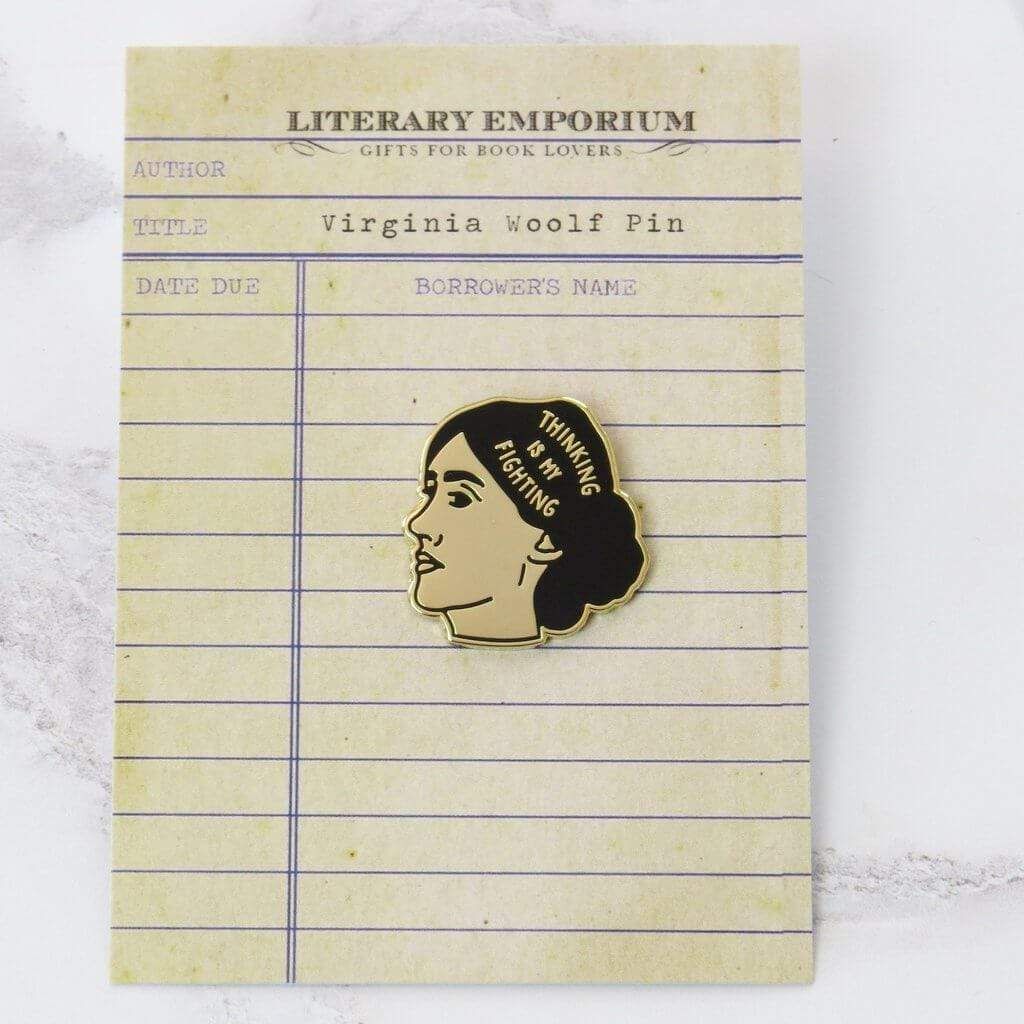 LITERARY EMPORIUM
GIFTS FOR BOOK LOVERS
AUTHOR
TITLE Virginia Woolf Pin
DATE DUE BORROWER'S NAME
THINKING
IS MY
FIGHTING